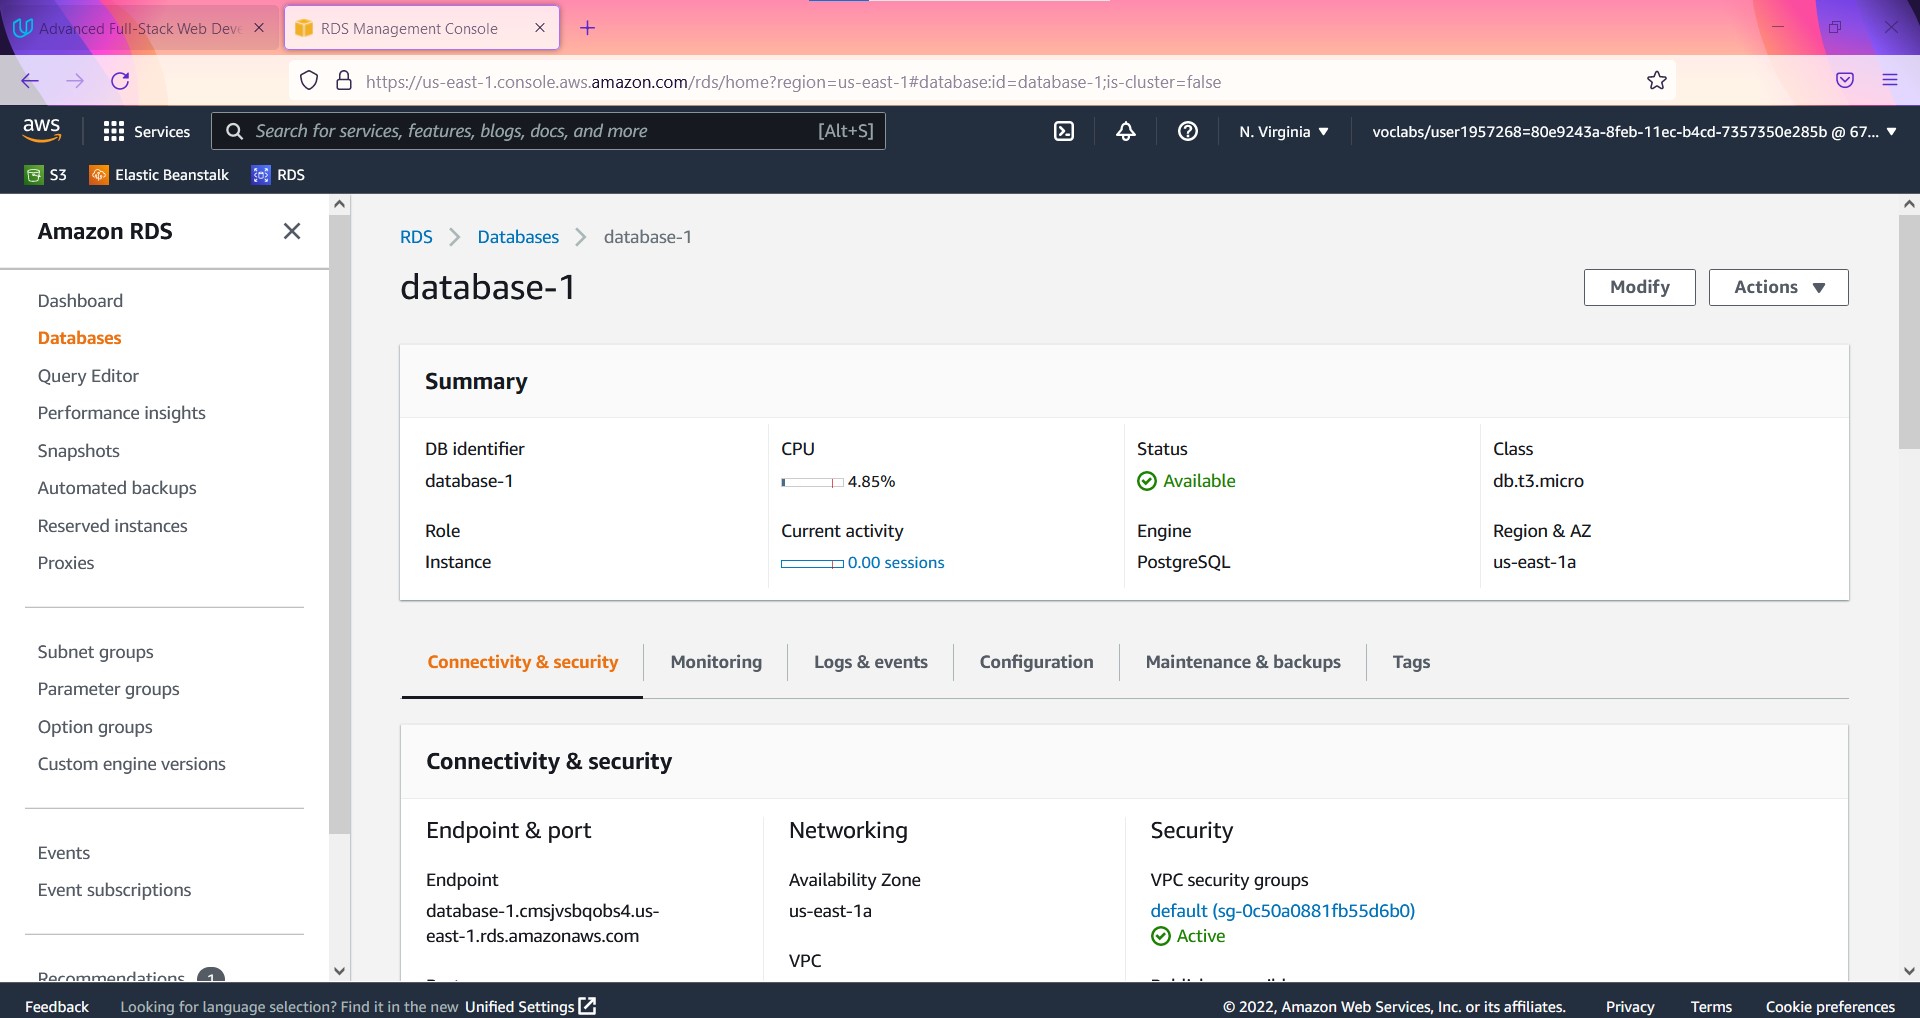 Advanced Full-Stack Web Deve
RDS Management Console
https://us-east-1.console.aws.amazon.com/rds/home?region=us-east-1#database:id=database-1;is-cluster=false
aws
Services
Search for services, features, blogs, docs, and more [Alt+S]
N. Virginia
voclabs/user1957268=80e9243a-8feb-11ec-b4cd-7357350e285b @ 67...
S3
Elastic Beanstalk
RDS
Amazon RDS
Dashboard
Databases
Query Editor
Performance insights
Snapshots
Automated backups
Reserved instances
Proxies
Subnet groups
Parameter groups
Option groups
Custom engine versions
Events
Event subscriptions
Recommendations 1
RDS
Databases
database-1
database-1
Modify
Actions
Summary
DB identifier
database-1
CPU
4.85%
Status
Available
Class
db.t3.micro
Role
Instance
Current activity
0.00 sessions
Engine
PostgreSQL
Region & AZ
us-east-1a
Connectivity & security
Monitoring
Logs & events
Configuration
Maintenance & backups
Tags
Connectivity & security
Endpoint & port
Endpoint
database-1.cmsjvsbqobs4.us-
east-1.rds.amazonaws.com
Networking
Availability Zone
us-east-1a
VPC
Security
VPC security groups
default (sg-0c50a0881fb55d6b0)
Active
Feedback
Looking for language selection? Find it in the new Unified Settings
© 2022, Amazon Web Services, Inc. or its affiliates.
Privacy
Terms
Cookie preferences